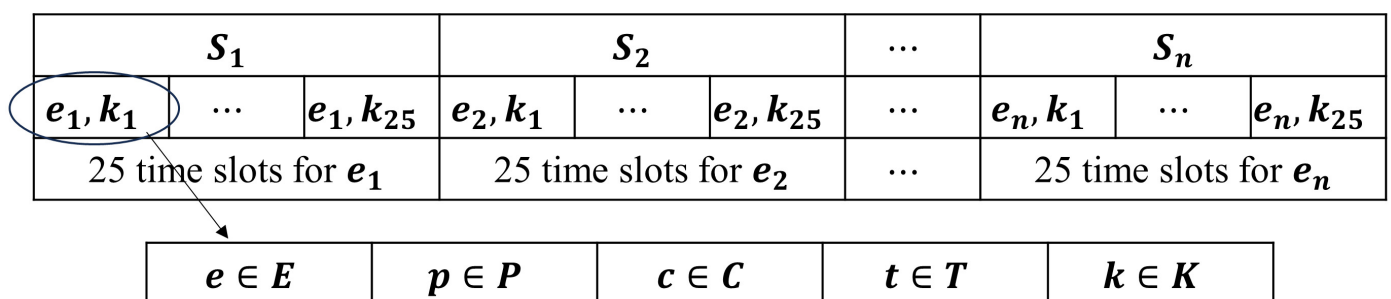 S₁ S₂ ⋯ Sₙ
e₁, k₁ ⋯ e₁, k₂₅ e₂, k₁ ⋯ e₂, k₂₅ ⋯ eₙ, k₁ ⋯ eₙ, k₂₅
25 time slots for e₁ 25 time slots for e₂ ⋯ 25 time slots for eₙ
e ∈ E p ∈ P c ∈ C t ∈ T k ∈ K